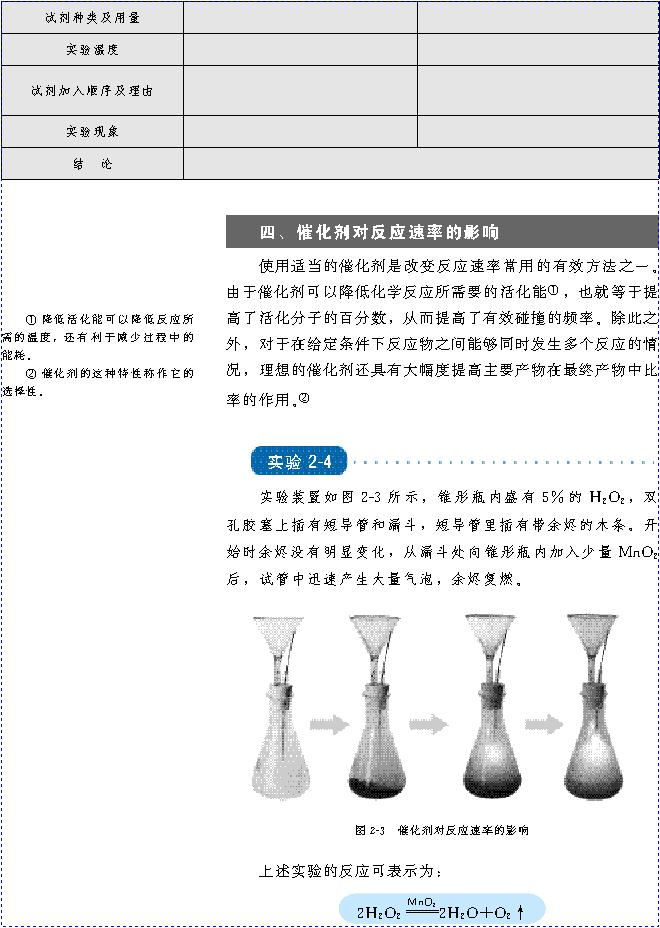 试剂种类及用量
实验温度
试剂加入顺序及理由
实验现象
结 论
四、催化剂对反应速率的影响
使用适当的催化剂是改变反应速率常用的有效方法之一。
由于催化剂可以降低化学反应所需要的活化能①，也就等于提
高了活化分子的百分数，从而提高了有效碰撞的频率。除此之
外，对于在给定条件下反应物之间能够同时发生多个反应的情
况，理想的催化剂还具有大幅度提高主要产物在最终产物中比
率的作用。②
① 降低活化能可以降低反应所
需的温度，还有利于减少过程中的
能耗。
② 催化剂的这种特性称作它的
选择性。
实验 2-4
实验装置如图 2-3 所示，锥形瓶内盛有 5% 的 H₂O₂，双
孔胶塞上插有短导管和漏斗，短导管里插有带余烬的木条。开
始时余烬没有明显变化，从漏斗处向锥形瓶内加入少量 MnO₂
后，试管中迅速产生大量气泡，余烬复燃。
图 2-3 催化剂对反应速率的影响
上述实验的反应可表示为：
2H₂O₂ ══MnO₂══ 2H₂O＋O₂↑